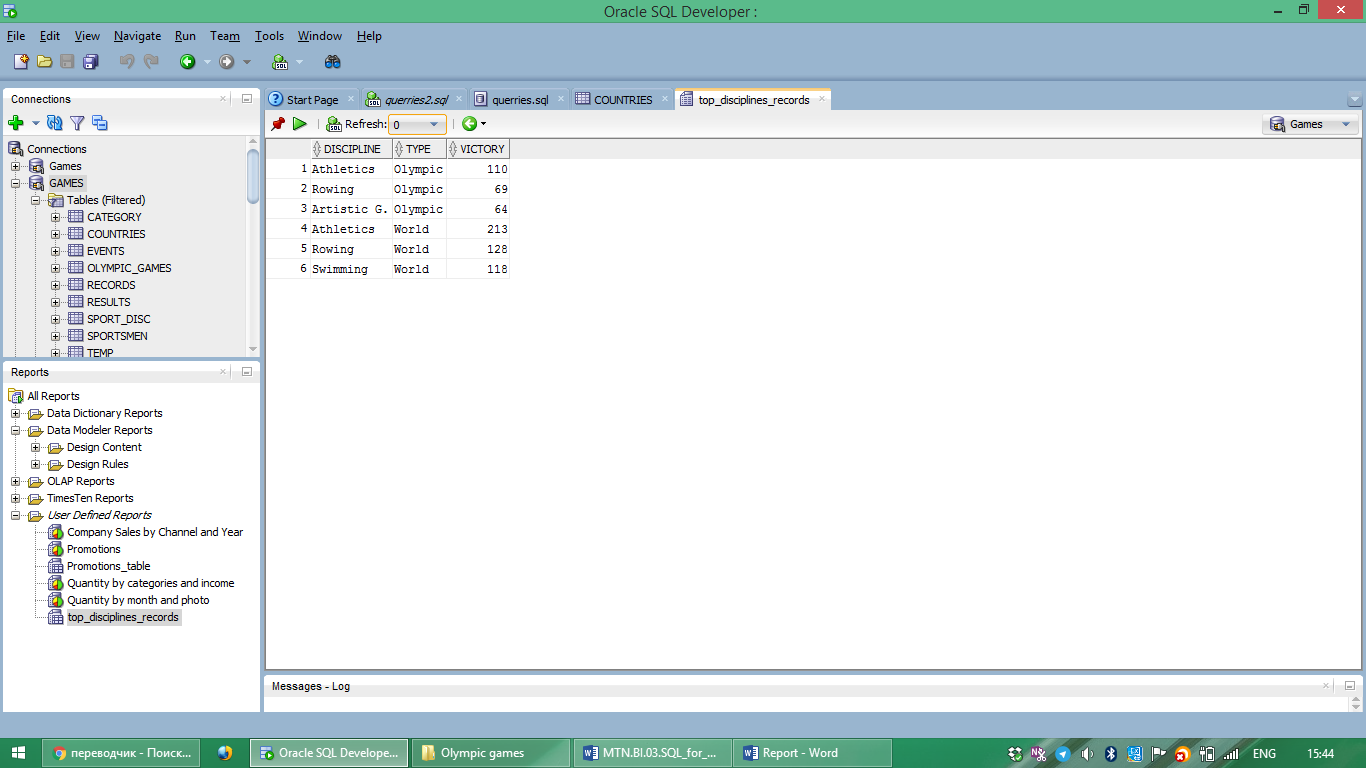 Oracle SQL Developer :
File Edit View Navigate Run Team Tools Window Help
Connections
Connections
Games
GAMES
Tables (Filtered)
CATEGORY
COUNTRIES
EVENTS
OLYMPIC_GAMES
RECORDS
RESULTS
SPORT_DISC
SPORTSMEN
TEMP
Reports
All Reports
Data Dictionary Reports
Data Modeler Reports
Design Content
Design Rules
OLAP Reports
TimesTen Reports
User Defined Reports
Company Sales by Channel and Year
Promotions
Promotions_table
Quantity by categories and income
Quantity by month and photo
top_disciplines_records
Start Page querries2.sql querries.sql COUNTRIES top_disciplines_records
SQL Refresh: 0 Games
DISCIPLINE TYPE VICTORY
1 Athletics Olympic 110
2 Rowing Olympic 69
3 Artistic G. Olympic 64
4 Athletics World 213
5 Rowing World 128
6 Swimming World 118
Messages - Log
переводчик - Поиск... Oracle SQL Develope... Olympic games MTN.BI.03.SQL_for_... Report - Word ENG 15:44